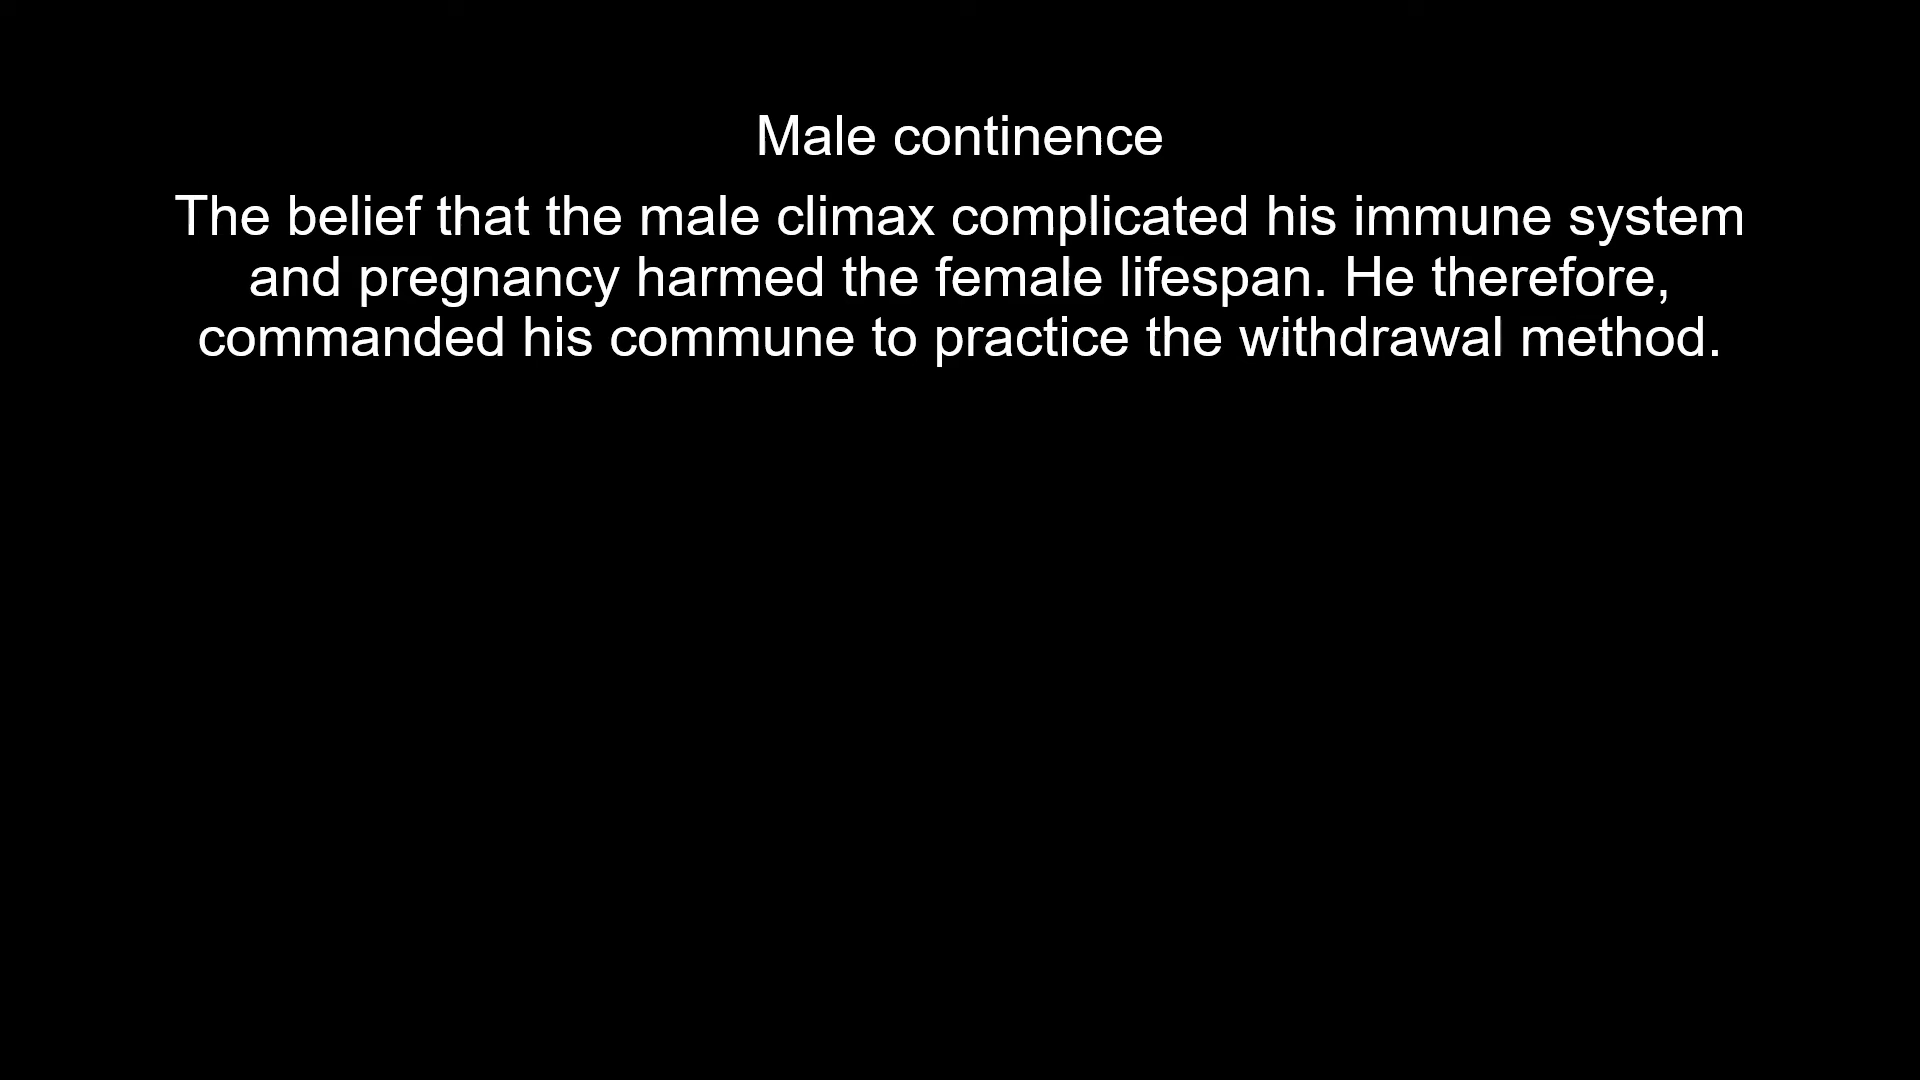 Male continence
The belief that the male climax complicated his immune system
and pregnancy harmed the female lifespan. He therefore,
commanded his commune to practice the withdrawal method.